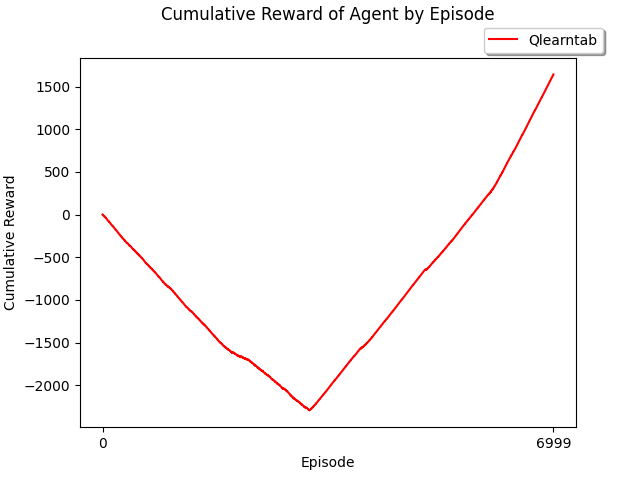 Cumulative Reward of Agent by Episode
Qlearntab
1500
1000
500
0
−500
−1000
−1500
−2000
Cumulative Reward
0
6999
Episode